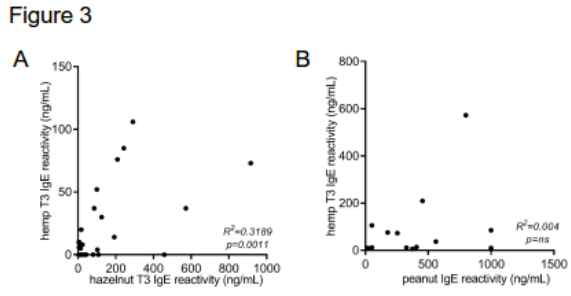 Figure 3
A
B
hemp T3 IgE reactivity (ng/mL)
150
100
50
0
0 200 400 600 800 1000
hazelnut T3 IgE reactivity (ng/mL)
R²=0.3189
p=0.0011
hemp T3 IgE reactivity (ng/mL)
800
600
400
200
0
0 500 1000 1500
peanut IgE reactivity (ng/mL)
R²=0.004
p=ns